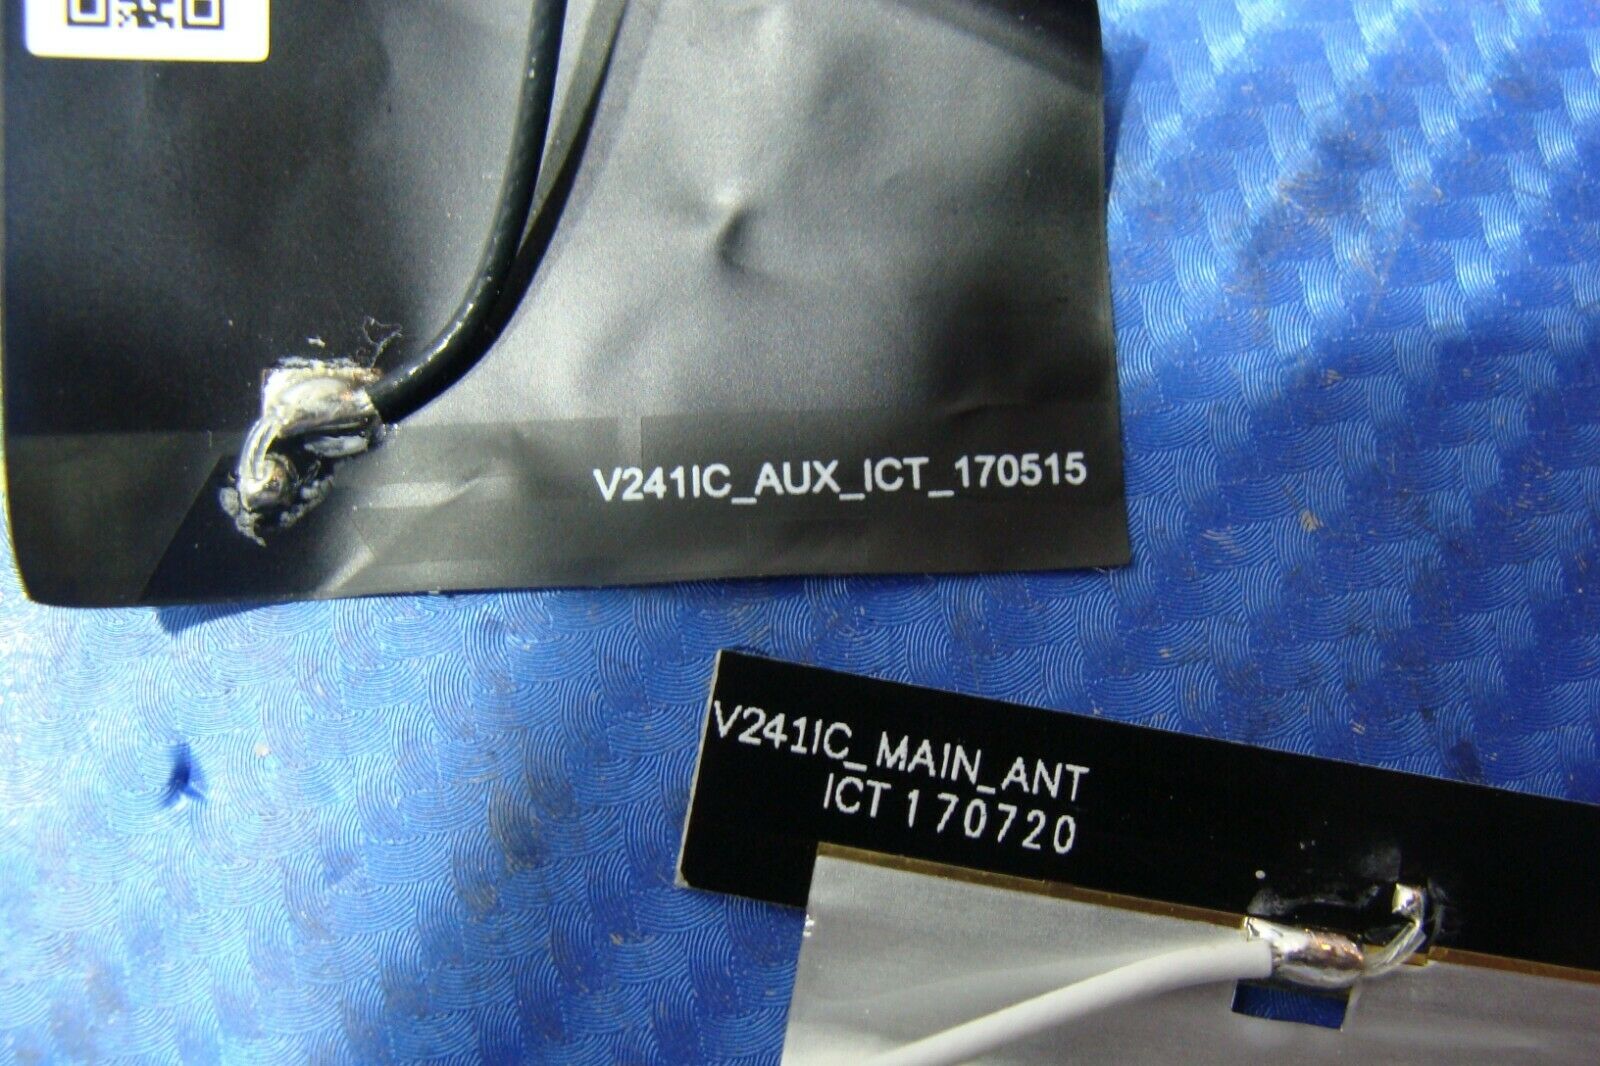 V241IC_AUX_ICT_170515
V241IC_MAIN_ANT
ICT 170720